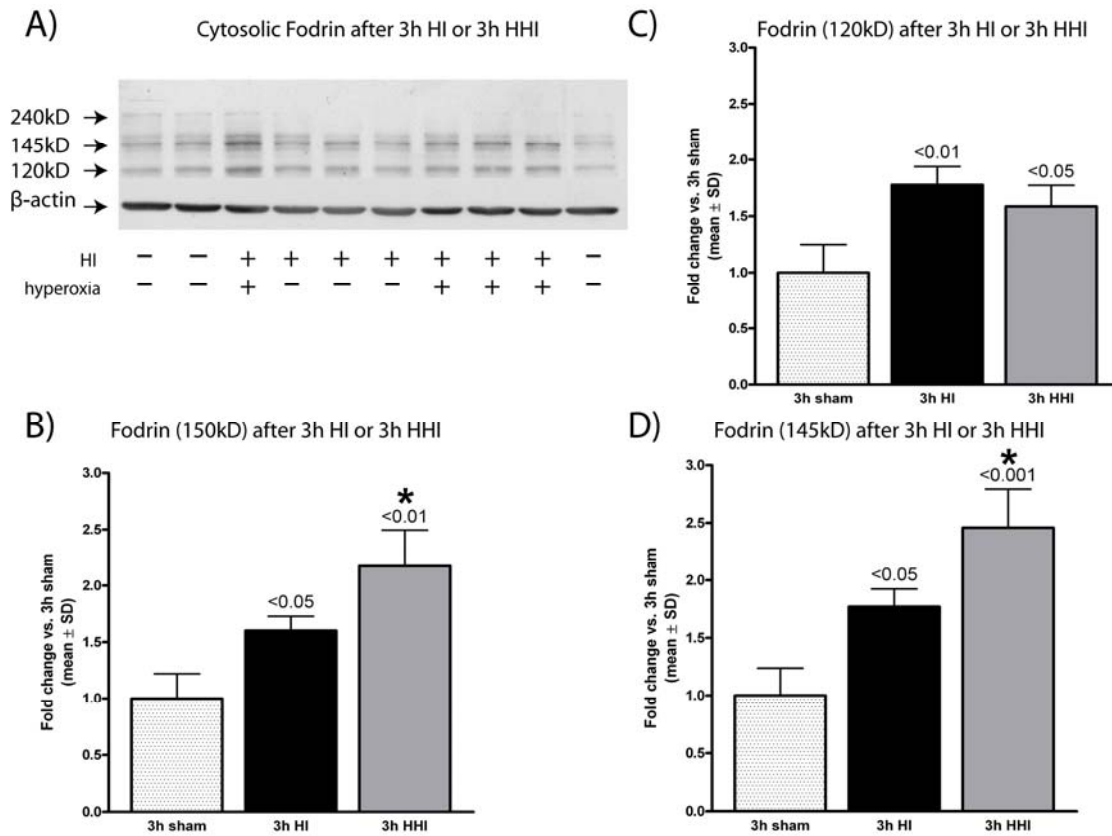 A)
Cytosolic Fodrin after 3h HI or 3h HHI
240kD
145kD
120kD
β-actin
HI − − + + + + + + + −
hyperoxia − − + − − − + + + −
C)
Fodrin (120kD) after 3h HI or 3h HHI
Fold change vs. 3h sham
(mean ± SD)
3.0
2.5
2.0
1.5
1.0
0.5
0.0
<0.01
<0.05
3h sham 3h HI 3h HHI
B)
Fodrin (150kD) after 3h HI or 3h HHI
Fold change vs. 3h sham
(mean ± SD)
3.0
2.5
2.0
1.5
1.0
0.5
0.0
<0.05
*
<0.01
3h sham 3h HI 3h HHI
D)
Fodrin (145kD) after 3h HI or 3h HHI
Fold change vs. 3h sham
(mean ± SD)
3.0
2.5
2.0
1.5
1.0
0.5
0.0
<0.05
*
<0.001
3h sham 3h HI 3h HHI